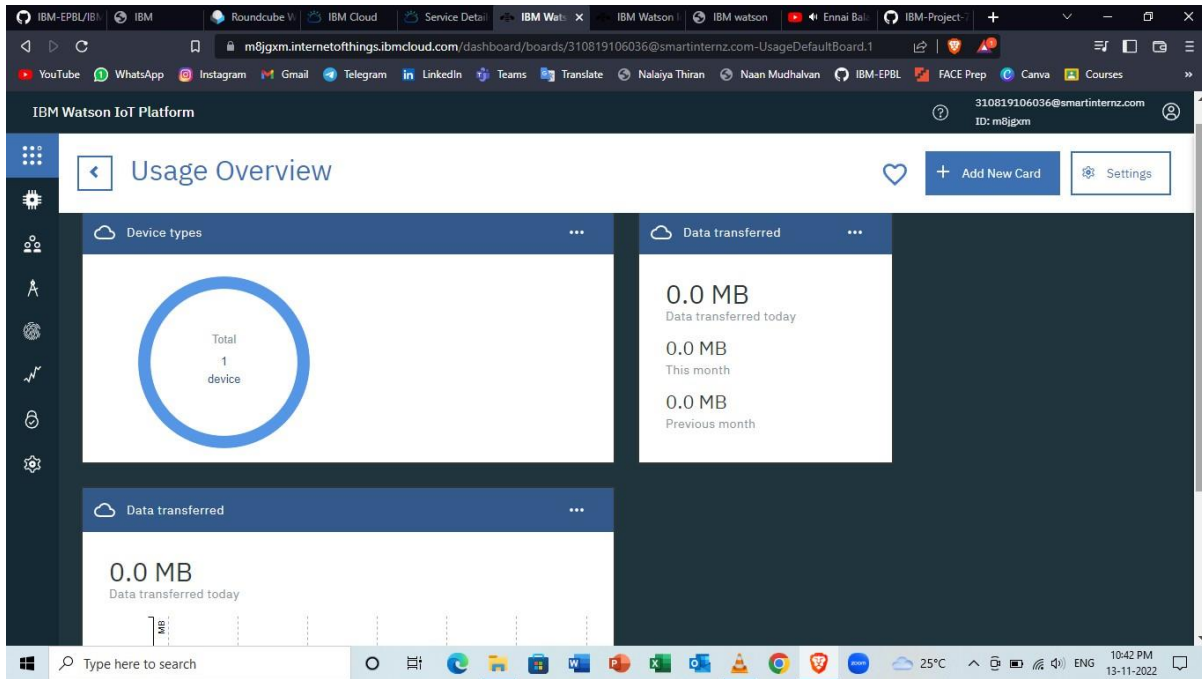 IBM-EPBL/IBM
IBM
Roundcube W
IBM Cloud
Service Detail
IBM Wats
IBM Watson I
IBM watson
Ennai Bala
IBM-Project-7
m8jgxm.internetofthings.ibmcloud.com/dashboard/boards/310819106036@smartinternz.com-UsageDefaultBoard.1
YouTube
WhatsApp
Instagram
Gmail
Telegram
LinkedIn
Teams
Translate
Nalaiya Thiran
Naan Mudhalvan
IBM-EPBL
FACE Prep
Canva
Courses
IBM Watson IoT Platform
310819106036@smartinternz.com
ID: m8jgxm
Usage Overview
Add New Card
Settings
Device types
Total
1
device
Data transferred
0.0 MB
Data transferred today
0.0 MB
This month
0.0 MB
Previous month
Data transferred
0.0 MB
Data transferred today
MB
Type here to search
zoom
25°C
ENG
10:42 PM
13-11-2022